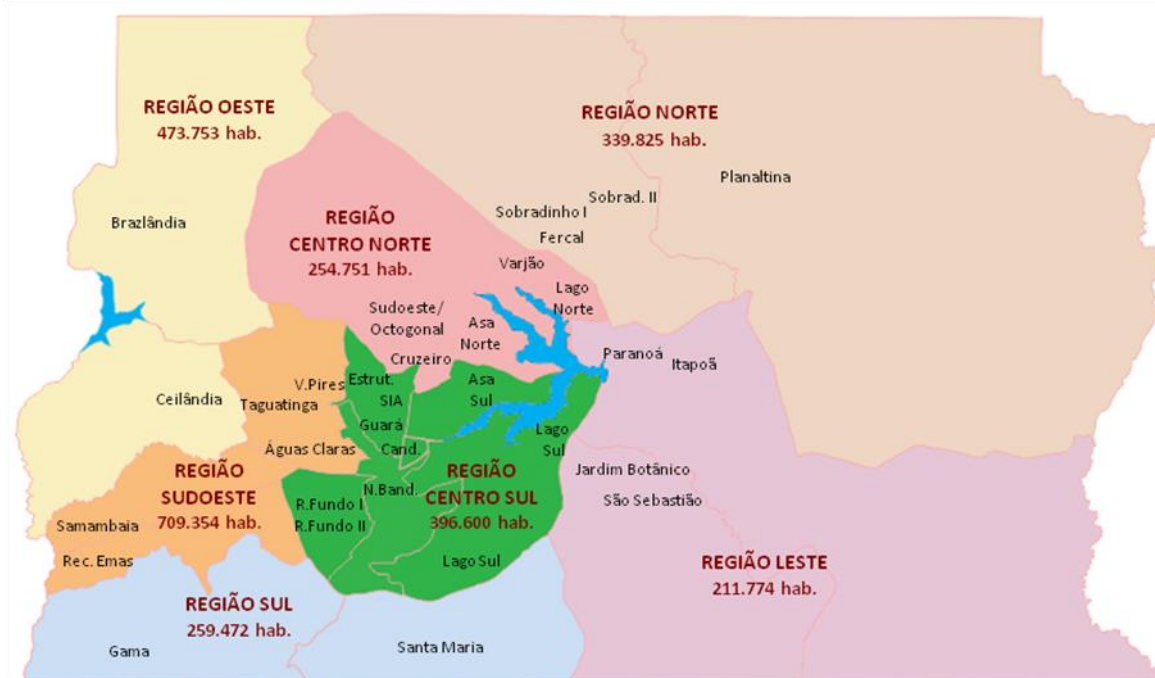 REGIÃO OESTE
473.753 hab.
Brazlândia
Ceilândia
REGIÃO NORTE
339.825 hab.
Planaltina
Sobrad. II
Sobradinho I
Fercal
REGIÃO
CENTRO NORTE
254.751 hab.
Varjão
Lago
Norte
Sudoeste/
Octogonal
Asa
Norte
Cruzeiro
Paranoá
Itapoã
V.Pires
Taguatinga
Águas Claras
Estrut.
SIA
Guará
Cand.
Asa
Sul
Lago
Sul
N.Band.
REGIÃO
CENTRO SUL
396.600 hab.
R.Fundo I
R.Fundo II
Lago Sul
REGIÃO
SUDOESTE
709.354 hab.
Samambaia
Rec. Emas
Jardim Botânico
São Sebastião
REGIÃO LESTE
211.774 hab.
REGIÃO SUL
259.472 hab.
Gama
Santa Maria